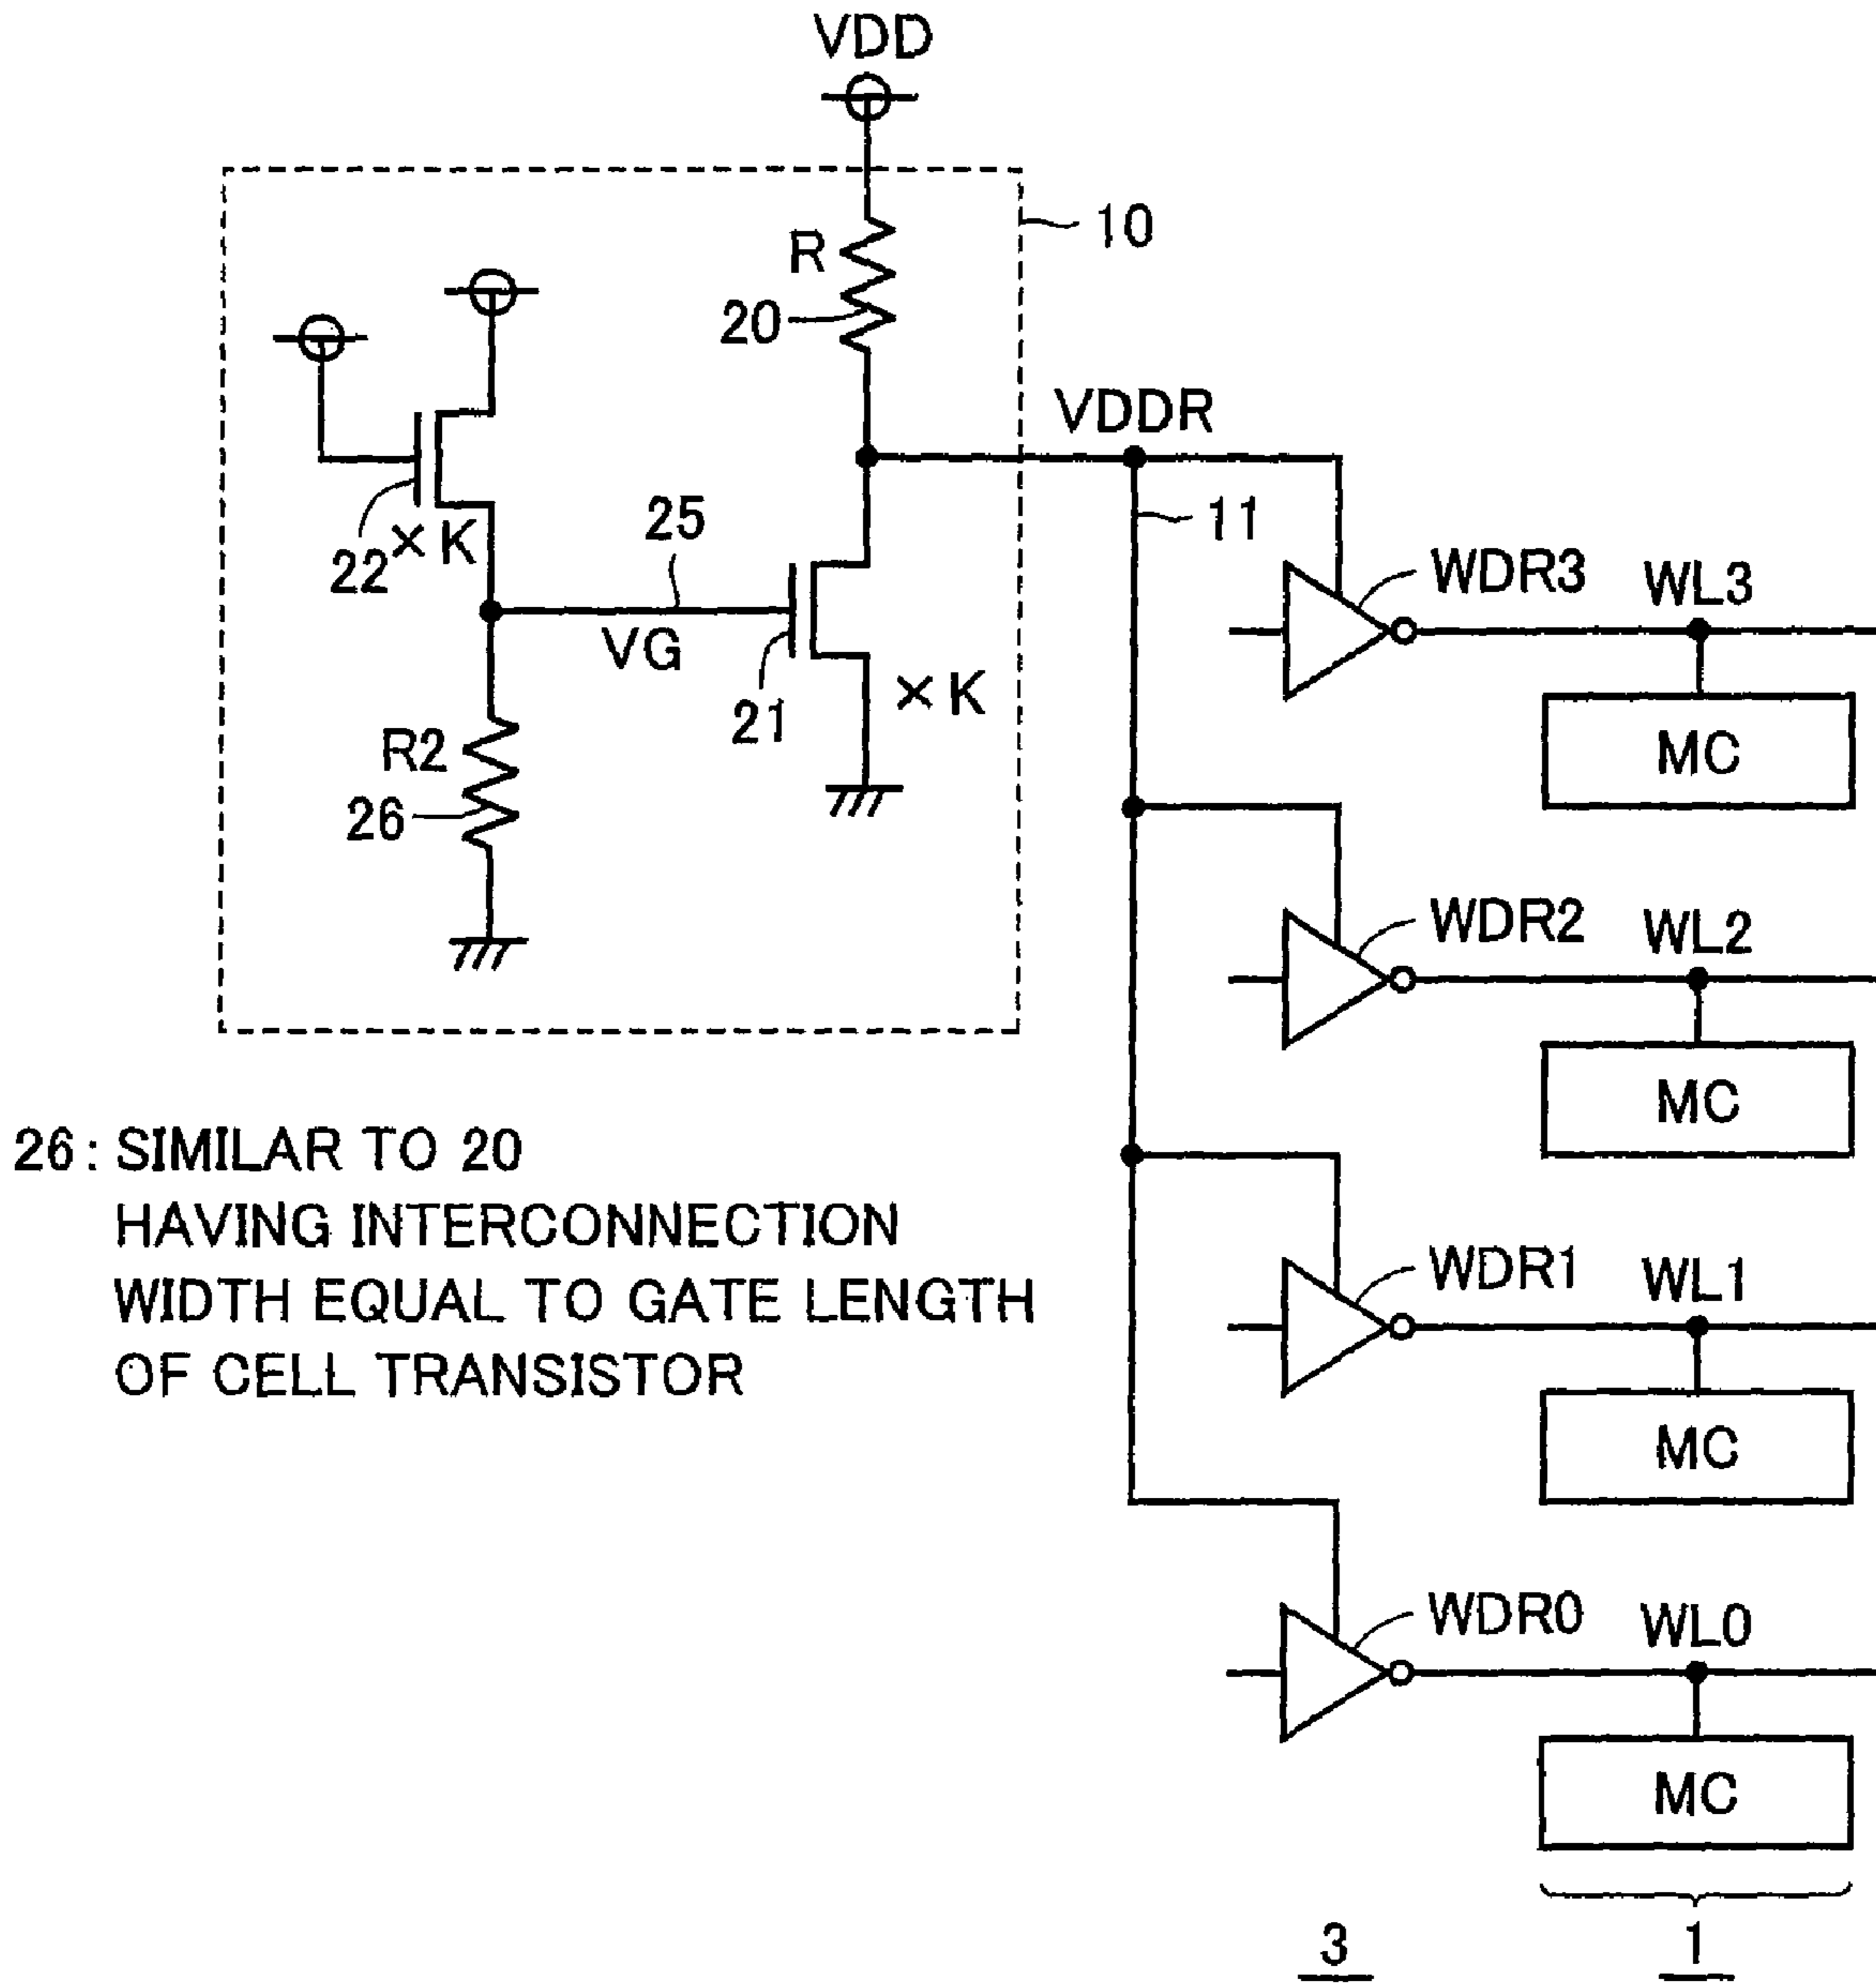 VDD
10
R
20
VDDR
11
22
× K
25
VG
21
× K
R2
26
WDR3
WL3
MC
WDR2
WL2
MC
26 : SIMILAR TO 20
HAVING INTERCONNECTION
WIDTH EQUAL TO GATE LENGTH
OF CELL TRANSISTOR
WDR1
WL1
MC
WDR0
WL0
MC
3
1